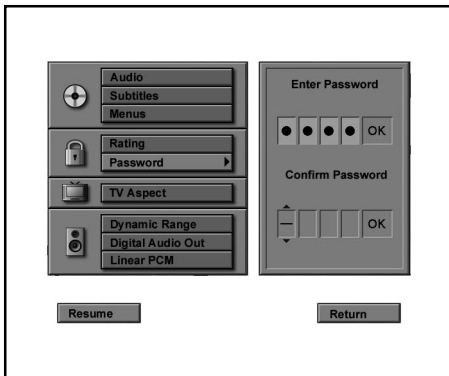 Audio
Subtitles
Menus
Rating
Password
TV Aspect
Dynamic Range
Digital Audio Out
Linear PCM
Enter Password
OK
Confirm Password
OK
Resume
Return